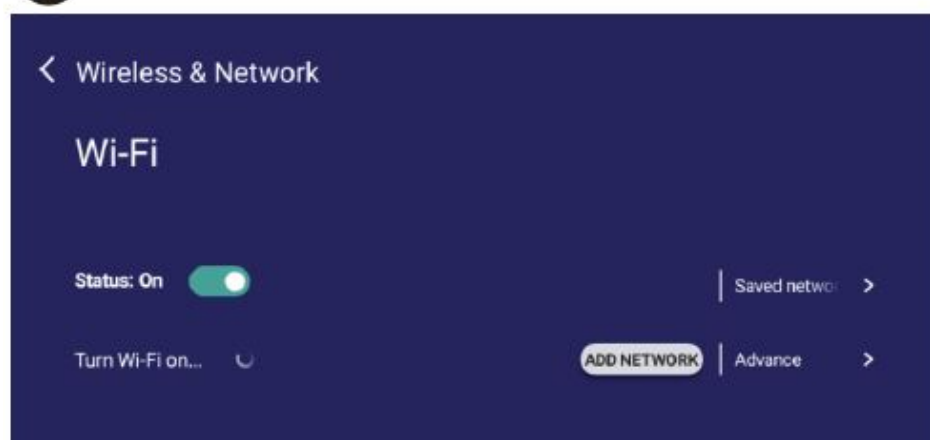 Wireless & Network
Wi-Fi
Status: On
Saved netwo
Turn Wi-Fi on...
ADD NETWORK
Advance